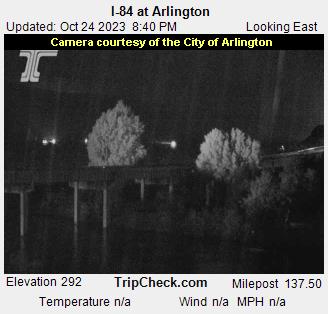 I-84 at Arlington
Updated: Oct 24 2023 8:40 PM Looking East
Camera courtesy of the City of Arlington
Elevation 292 TripCheck.com Milepost 137.50
Temperature n/a Wind n/a MPH n/a